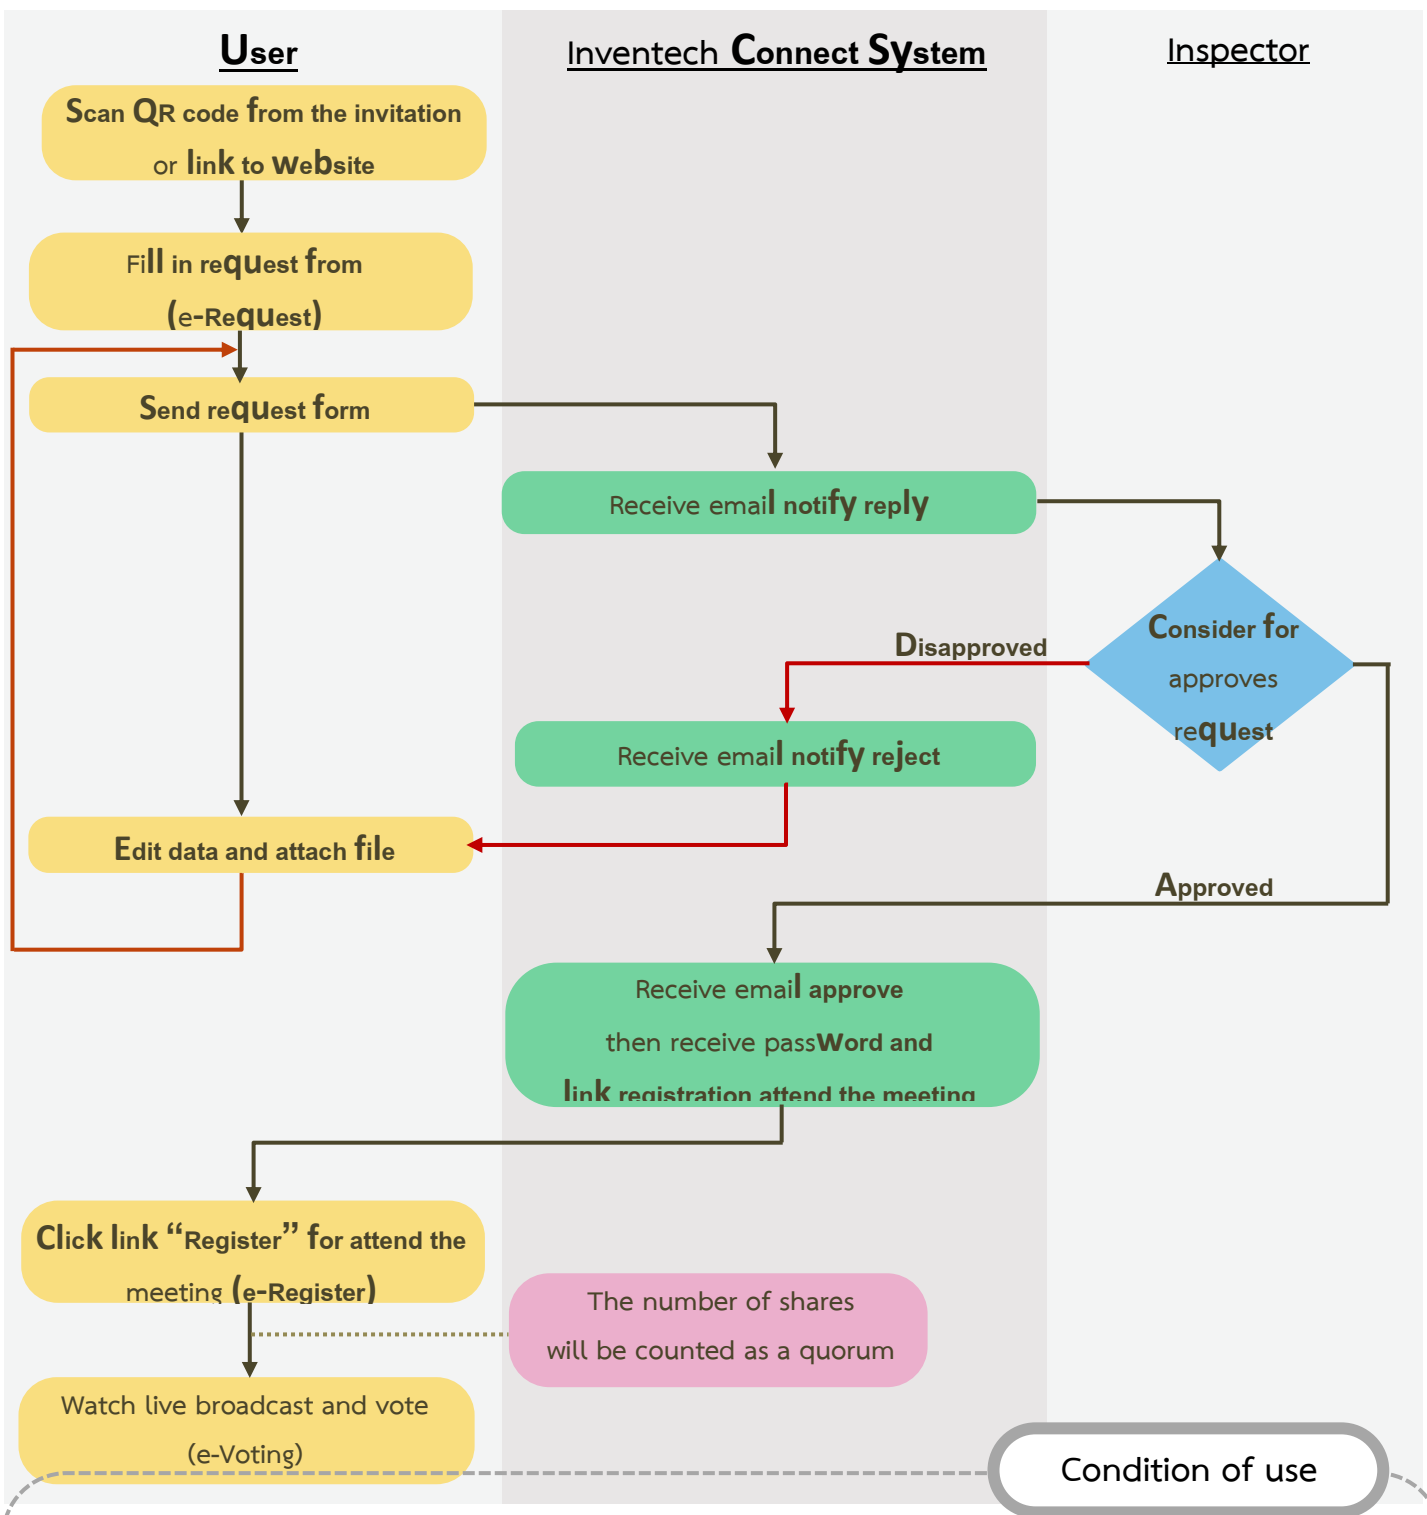 User
Inventech Connect System
Inspector
Scan QR code from the invitation
or link to website
Fill in request from
(e-Request)
Send request form
Receive email notify reply
Consider for
approves
request
Disapproved
Receive email notify reject
Edit data and attach file
Approved
Receive email approve
then receive passWord and
link registration attend the meeting
Click link “Register” for attend the
meeting (e-Register)
The number of shares
will be counted as a quorum
Watch live broadcast and vote
(e-Voting)
Condition of use